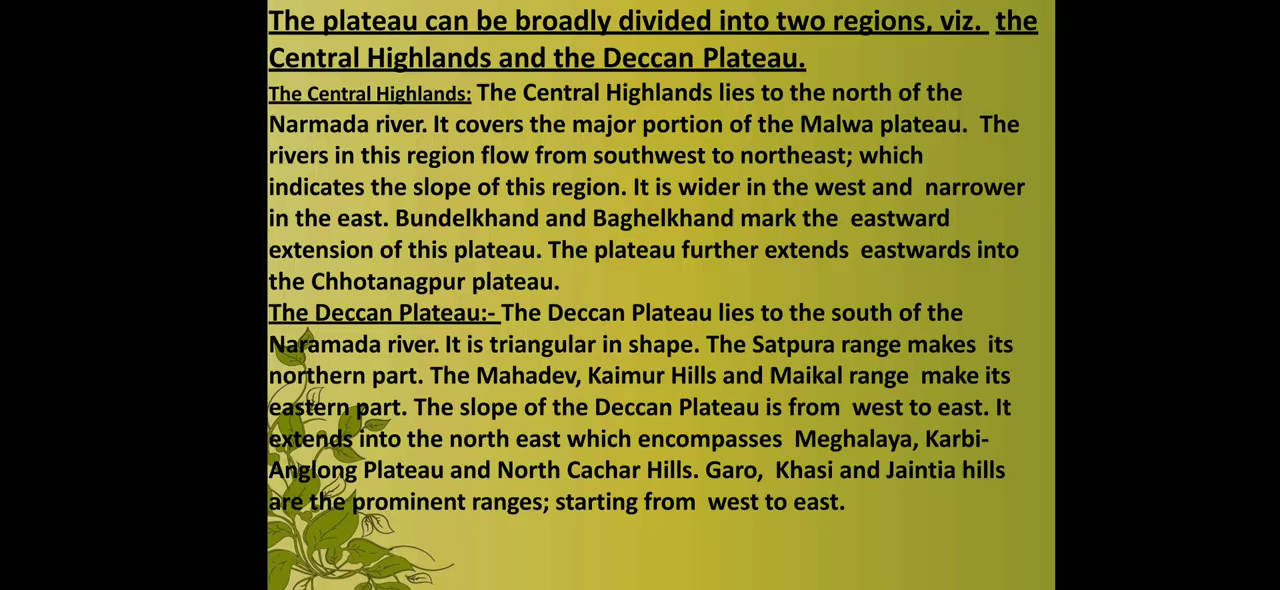 The plateau can be broadly divided into two regions, viz. the
Central Highlands and the Deccan Plateau.
The Central Highlands: The Central Highlands lies to the north of the
Narmada river. It covers the major portion of the Malwa plateau. The
rivers in this region flow from southwest to northeast; which
indicates the slope of this region. It is wider in the west and narrower
in the east. Bundelkhand and Baghelkhand mark the eastward
extension of this plateau. The plateau further extends eastwards into
the Chhotanagpur plateau.
The Deccan Plateau:- The Deccan Plateau lies to the south of the
Naramada river. It is triangular in shape. The Satpura range makes its
northern part. The Mahadev, Kaimur Hills and Maikal range make its
eastern part. The slope of the Deccan Plateau is from west to east. It
extends into the north east which encompasses Meghalaya, Karbi-
Anglong Plateau and North Cachar Hills. Garo, Khasi and Jaintia hills
are the prominent ranges; starting from west to east.